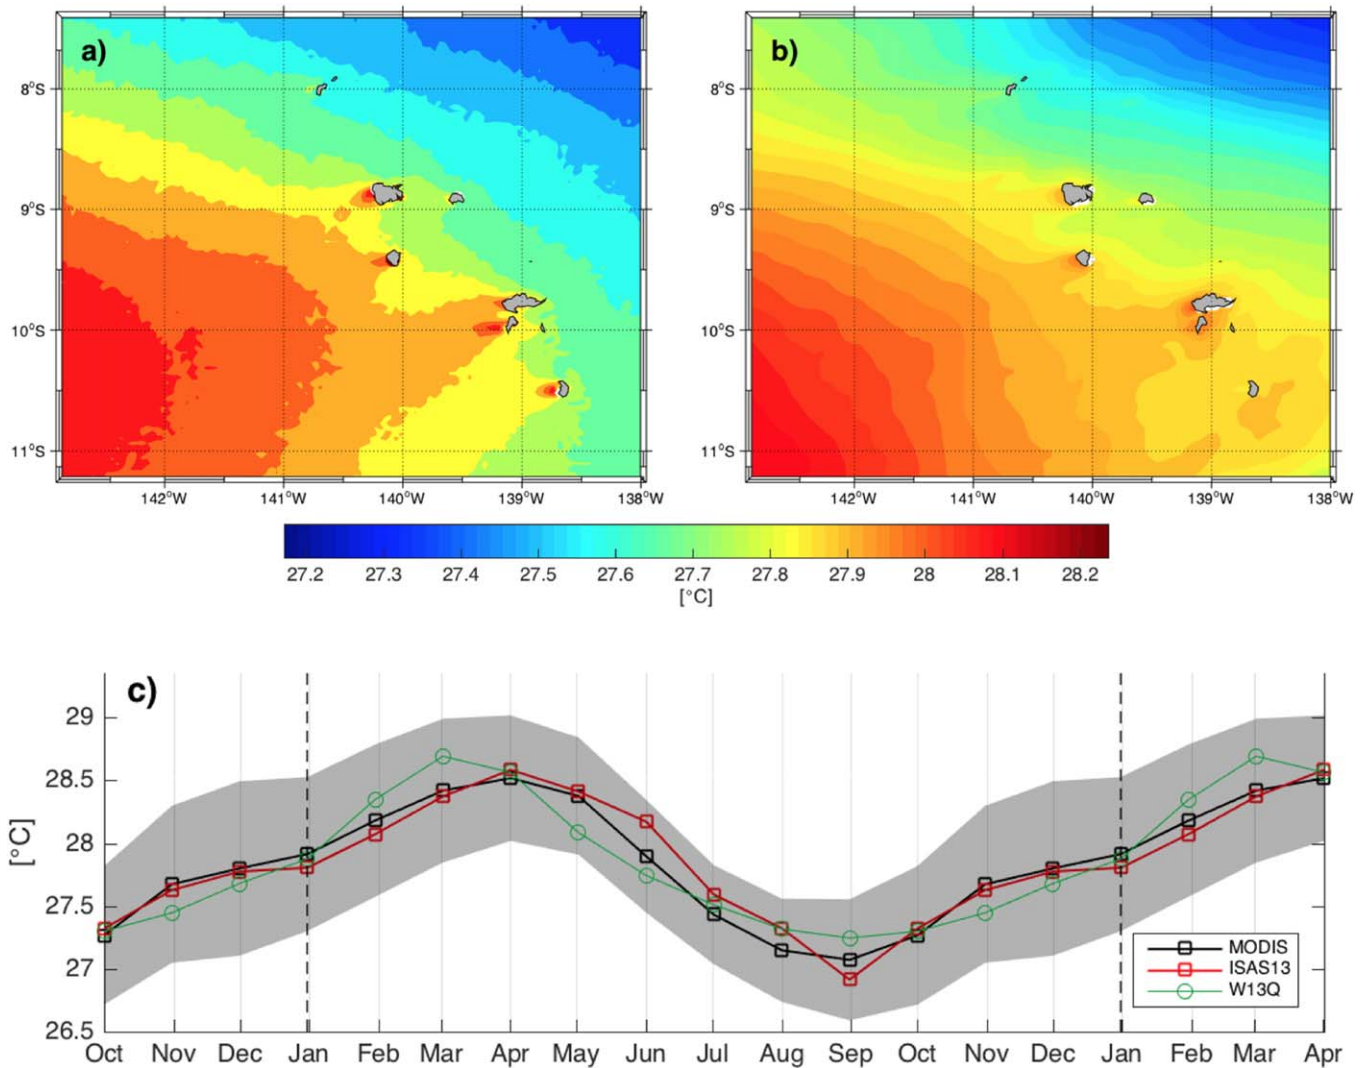 a)
b)
8°S
9°S
10°S
11°S
142°W 141°W 140°W 139°W 138°W
8°S
9°S
10°S
11°S
142°W 141°W 140°W 139°W 138°W
27.2 27.3 27.4 27.5 27.6 27.7 27.8 27.9 28 28.1 28.2
[°C]
c)
[°C]
29
28.5
28
27.5
27
26.5
MODIS
ISAS13
W13Q
Oct Nov Dec Jan Feb Mar Apr May Jun Jul Aug Sep Oct Nov Dec Jan Feb Mar Apr